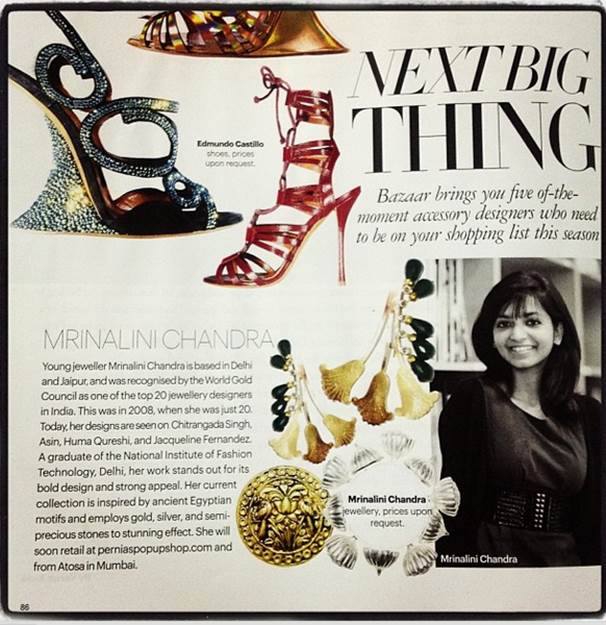 NEXT BIG
THING
Bazaar brings you five of-the-
moment accessory designers who need
to be on your shopping list this season
Edmundo Castillo
shoes, prices
upon request.
MRINALINI CHANDRA
Young jeweller Mrinalini Chandra is based in Delhi
and Jaipur, and was recognised by the World Gold
Council as one of the top 20 jewellery designers
in India. This was in 2008, when she was just 20.
Today, her designs are seen on Chitrangada Singh,
Asin, Huma Qureshi, and Jacqueline Fernandez.
A graduate of the National Institute of Fashion
Technology, Delhi, her work stands out for its
bold design and strong appeal. Her current
collection is inspired by ancient Egyptian
motifs and employs gold, silver, and semi-
precious stones to stunning effect. She will
soon retail at perniaspopupshop.com and
from Atosa in Mumbai.
Mrinalini Chandra
jewellery, prices upon
request.
Mrinalini Chandra
86